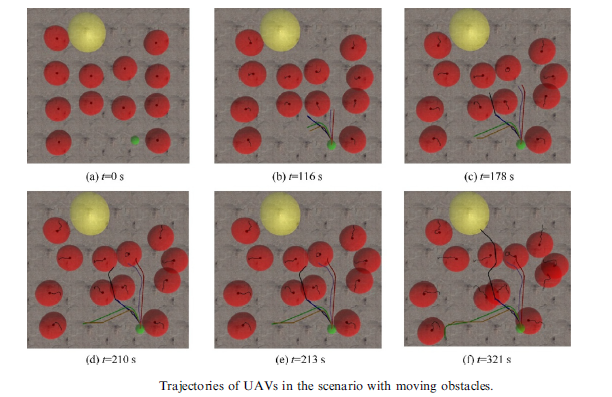 (a) t=0 s
(b) t=116 s
(c) t=178 s
(d) t=210 s
(e) t=213 s
(f) t=321 s
Trajectories of UAVs in the scenario with moving obstacles.